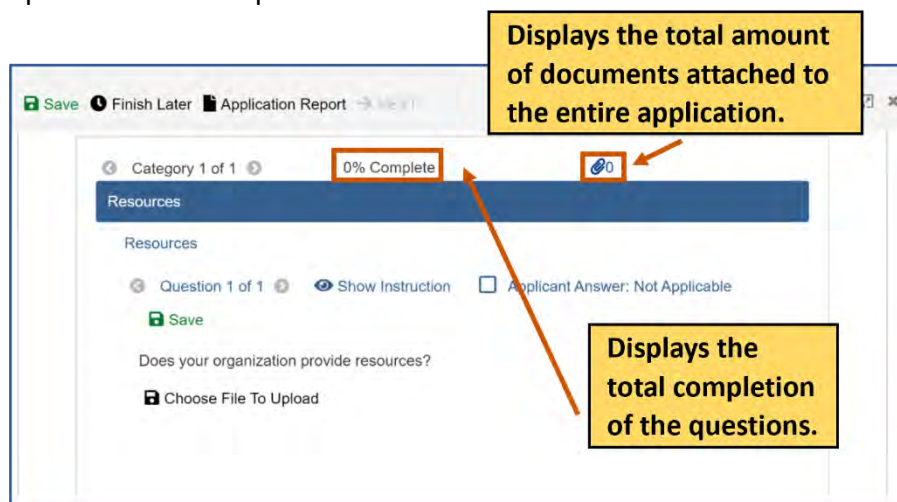 Displays the total amount
of documents attached to
the entire application.
Save Finish Later Application Report
Category 1 of 1 0% Complete 0
Resources
Resources
Question 1 of 1 Show Instruction Applicant Answer: Not Applicable
Save
Does your organization provide resources?
Choose File To Upload
Displays the
total completion
of the questions.